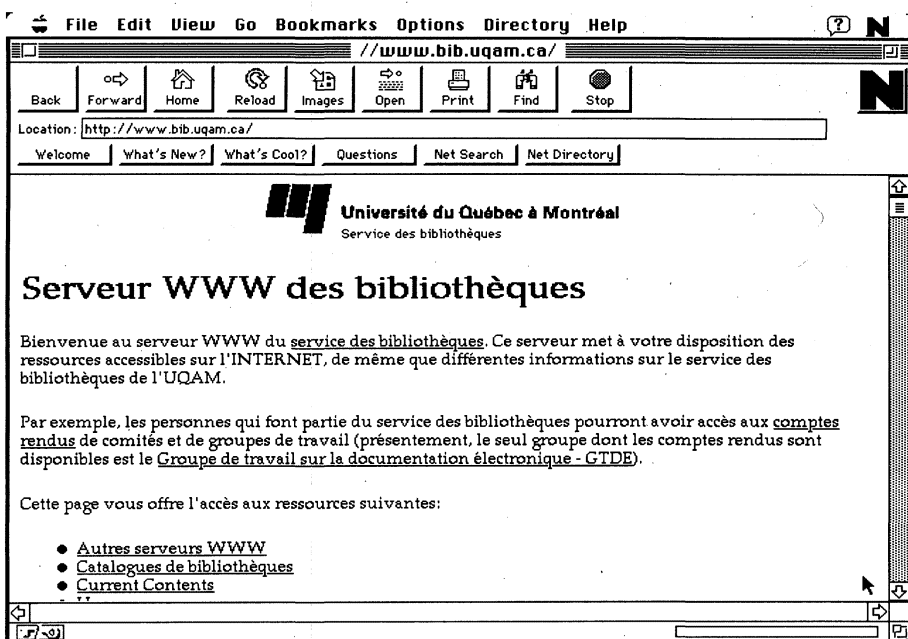 File Edit View Go Bookmarks Options Directory Help
//www.bib.uqam.ca/
Back Forward Home Reload Images Open Print Find Stop
N
Location: http://www.bib.uqam.ca/
Welcome What's New? What's Cool? Questions Net Search Net Directory
Université du Québec à Montréal
Service des bibliothèques
Serveur WWW des bibliothèques
Bienvenue au serveur WWW du service des bibliothèques. Ce serveur met à votre disposition des
ressources accessibles sur l'INTERNET, de même que différentes informations sur le service des
bibliothèques de l'UQAM.
Par exemple, les personnes qui font partie du service des bibliothèques pourront avoir accès aux comptes
rendus de comités et de groupes de travail (présentement, le seul groupe dont les comptes rendus sont
disponibles est le Groupe de travail sur la documentation électronique - GTDE).
Cette page vous offre l'accès aux ressources suivantes:
● Autres serveurs WWW
● Catalogues de bibliothèques
● Current Contents